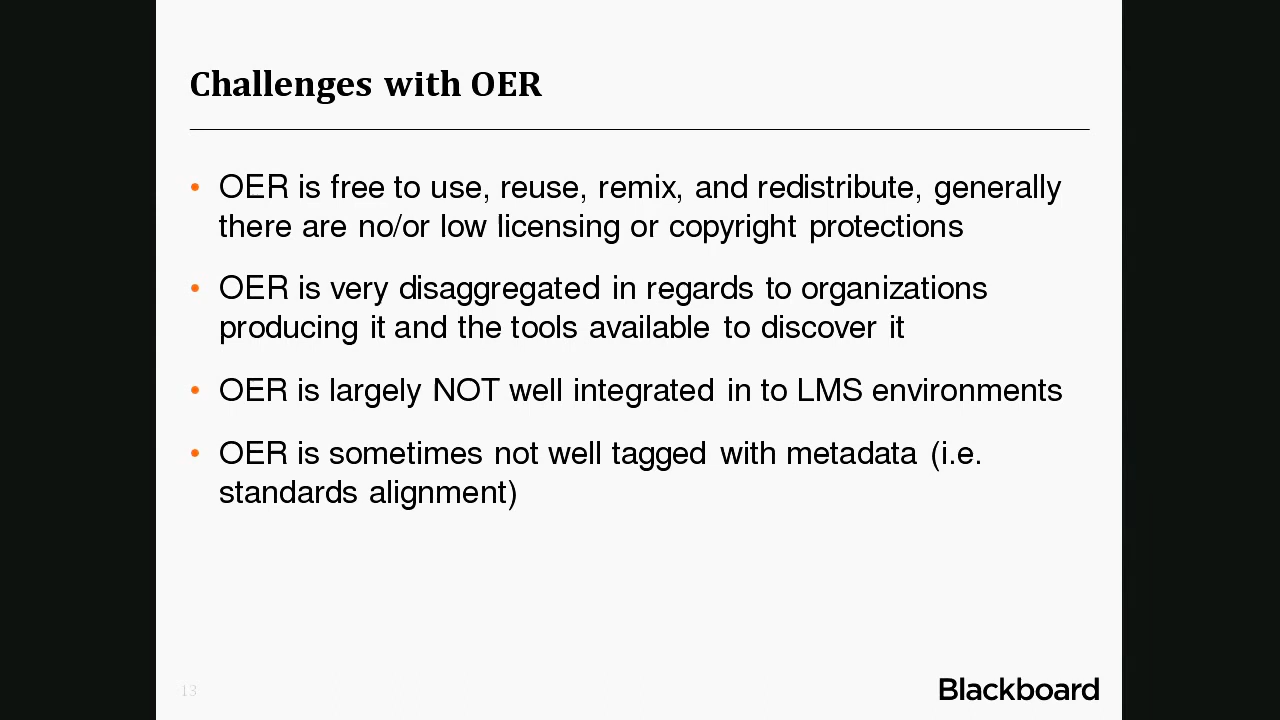 Challenges with OER
• OER is free to use, reuse, remix, and redistribute, generally
there are no/or low licensing or copyright protections
• OER is very disaggregated in regards to organizations
producing it and the tools available to discover it
• OER is largely NOT well integrated in to LMS environments
• OER is sometimes not well tagged with metadata (i.e.
standards alignment)
13
Blackboard